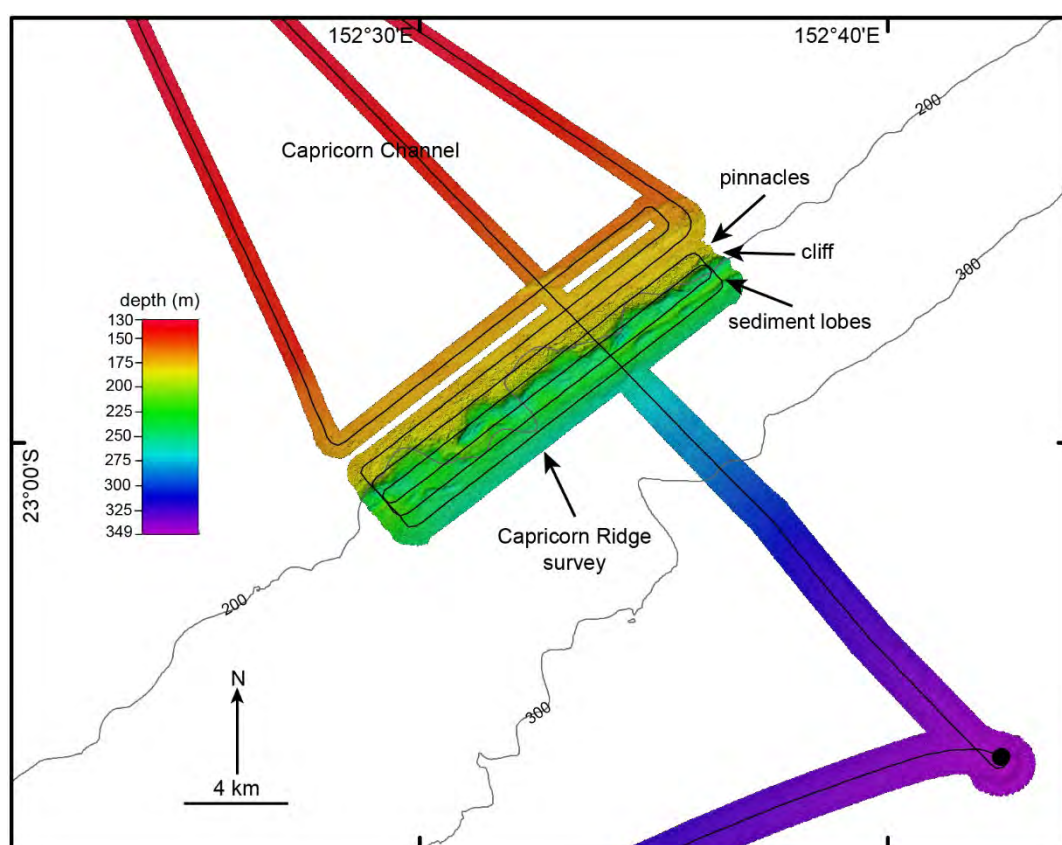 152°30'E
152°40'E
200
Capricorn Channel
pinnacles
cliff
300
sediment lobes
depth (m)
130
150
175
200
225
250
275
300
325
349
23°00'S
Capricorn Ridge
survey
200
N
300
4 km